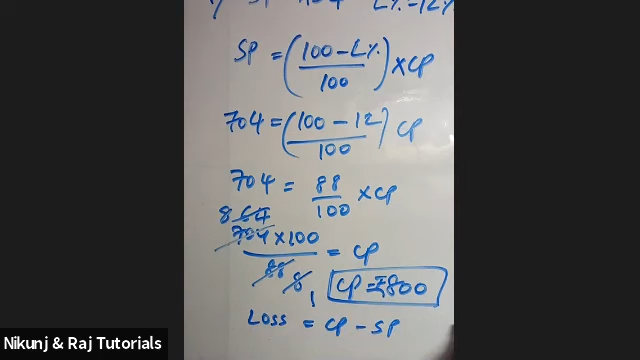 SP = (100-L% / 100) x CP
704 = (100 - 12 / 100) CP
704 = 88/100 x CP
8 64
704 x 100 / 88 8 = CP
1
CP = ₹800
Loss = CP - SP
Nikunj & Raj Tutorials